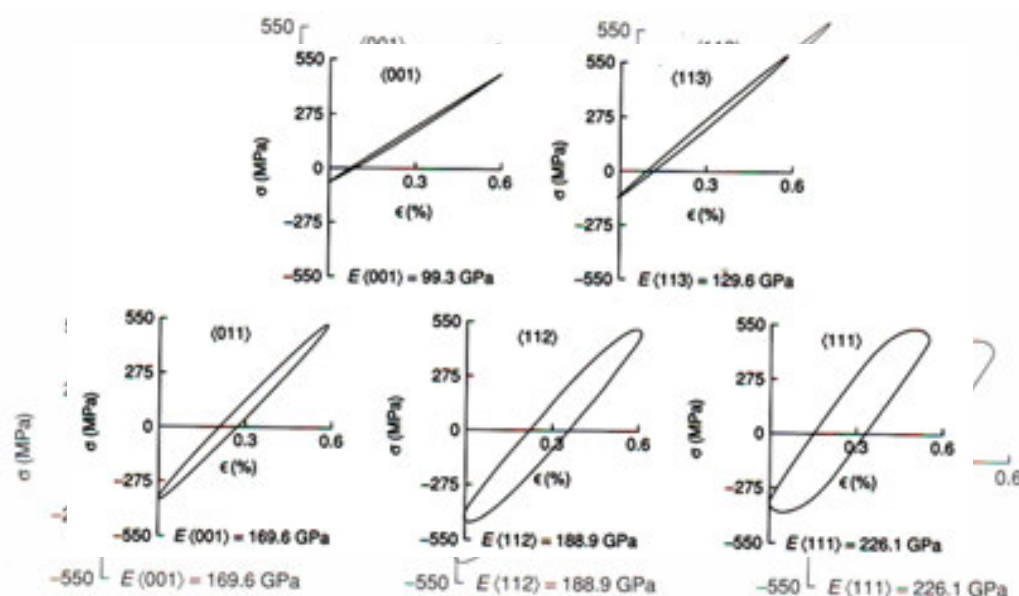 550
550
⟨001⟩
275
σ (MPa)
0
0.3
0.6
ϵ (%)
−275
−550
E ⟨001⟩ = 99.3 GPa
550
550
⟨113⟩
275
σ (MPa)
0
0.3
0.6
ϵ (%)
−275
−550
E ⟨113⟩ = 129.6 GPa
550
⟨011⟩
275
σ (MPa)
0
0.3
0.6
ϵ (%)
−275
−550
E ⟨001⟩ = 169.6 GPa
550
⟨112⟩
275
σ (MPa)
0
0.3
0.6
ϵ (%)
−275
−550
E ⟨112⟩ = 188.9 GPa
550
⟨111⟩
275
σ (MPa)
0
0.3
0.6
ϵ (%)
−275
−550
E ⟨111⟩ = 226.1 GPa
σ (MPa)
0.6
−550 E ⟨001⟩ = 169.6 GPa
−550 E ⟨112⟩ = 188.9 GPa
−550 E ⟨111⟩ = 226.1 GPa